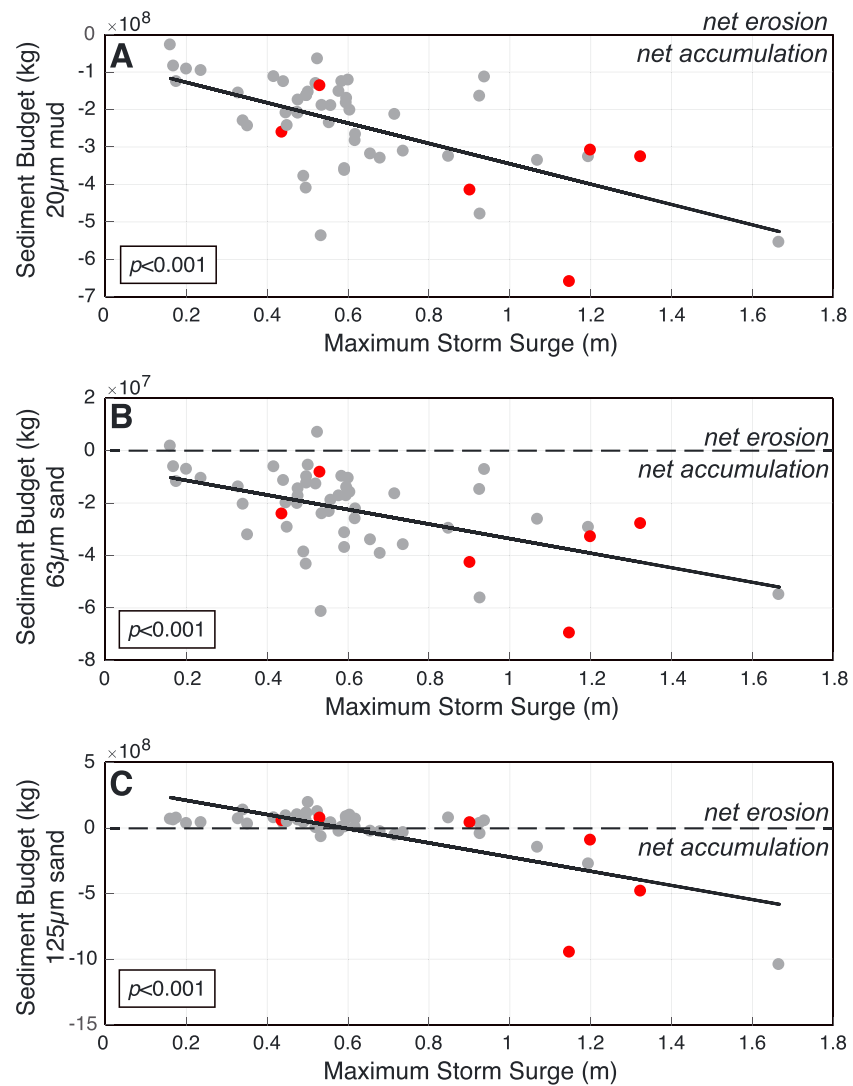 ×10⁸
net erosion
A
net accumulation
0
-1
-2
-3
-4
-5
-6
-7
Sediment Budget (kg)
20µm mud
p<0.001
0 0.2 0.4 0.6 0.8 1 1.2 1.4 1.6 1.8
Maximum Storm Surge (m)
×10⁷
B
net erosion
net accumulation
2
0
-2
-4
-6
-8
Sediment Budget (kg)
63µm sand
p<0.001
0 0.2 0.4 0.6 0.8 1 1.2 1.4 1.6 1.8
Maximum Storm Surge (m)
×10⁸
C
net erosion
net accumulation
5
0
-5
-10
-15
Sediment Budget (kg)
125µm sand
p<0.001
0 0.2 0.4 0.6 0.8 1 1.2 1.4 1.6 1.8
Maximum Storm Surge (m)